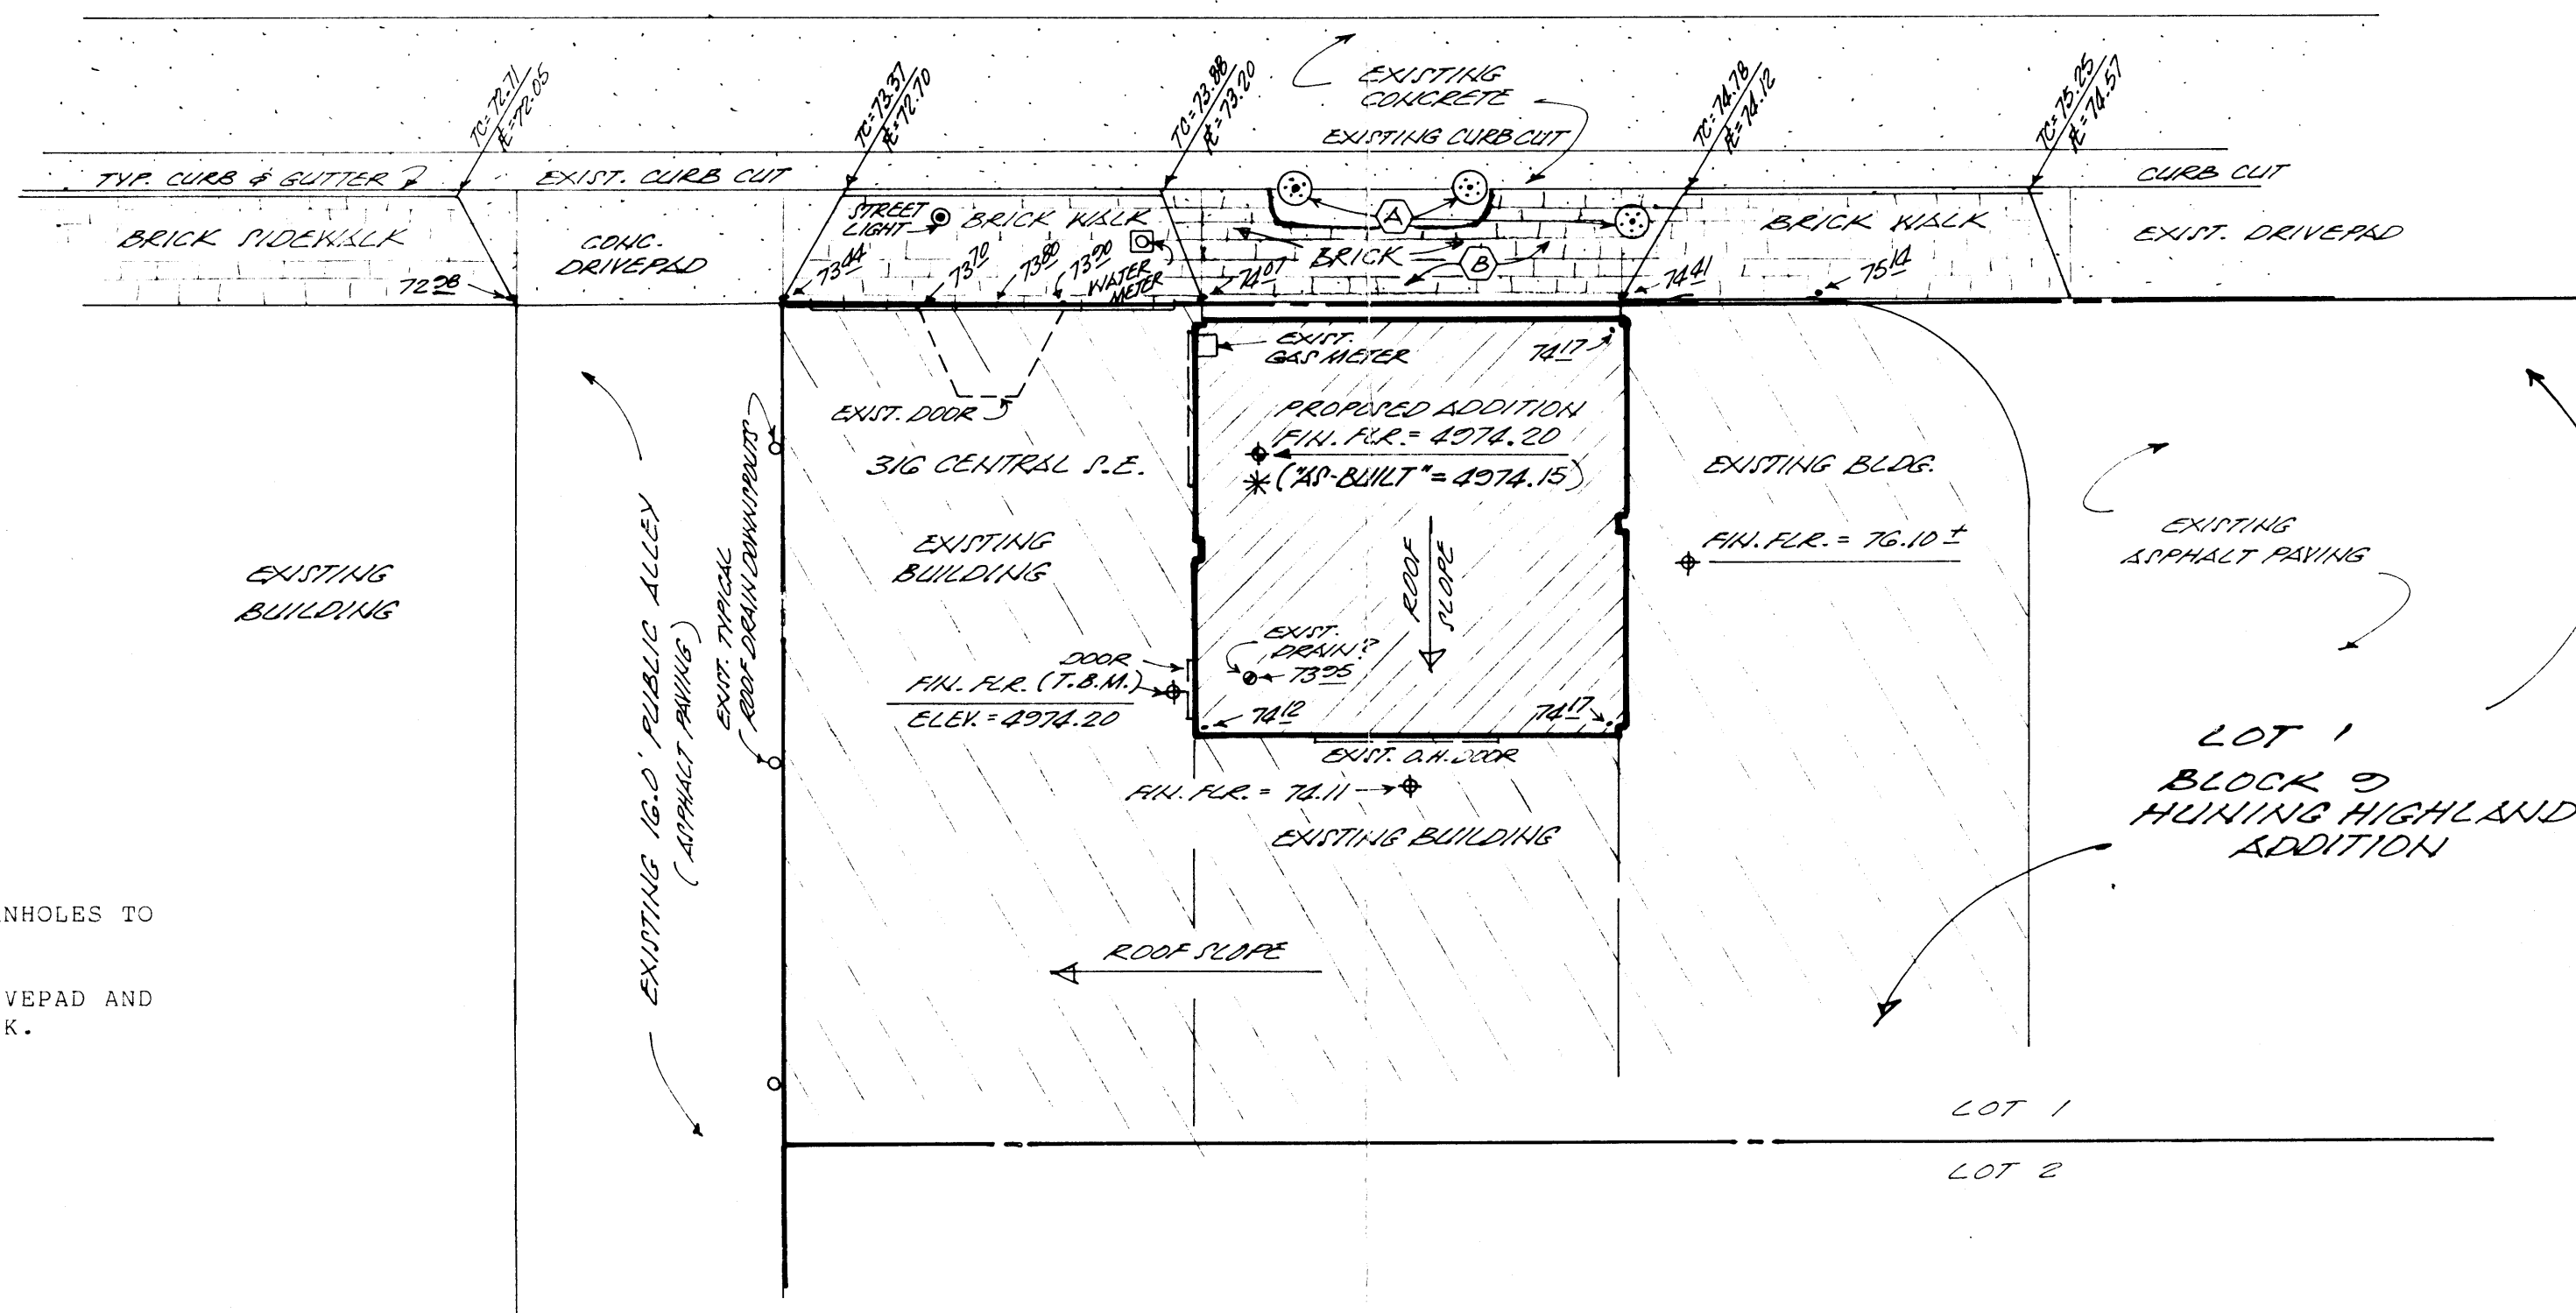 TC=72.71
FL=72.05
TC=73.37
FL=72.70
TC=73.88
FL=73.20
EXISTING
CONCRETE
EXISTING CURB CUT
TC=74.78
FL=74.12
TC=75.25
FL=74.57
TYP. CURB & GUTTER
EXIST. CURB CUT
CURB CUT
BRICK SIDEWALK
72.98
CONC.
DRIVEPAD
STREET
LIGHT
BRICK WALK
73.44
73.70
73.80
73.90
WATER
METER
A
BRICK
B
74.07
74.41
BRICK WALK
75.14
EXIST. DRIVEPAD
EXIST.
GAS METER
74.17
EXIST. DOOR
316 CENTRAL S.E.
PROPOSED ADDITION
FIN. FLR. = 4974.20
("AS-BUILT" = 4974.15)
EXISTING BLDG.
FIN. FLR. = 76.10 ±
EXISTING
ASPHALT PAVING
EXISTING
BUILDING
EXISTING 16.0' PUBLIC ALLEY
(ASPHALT PAVING)
EXIST. TYPICAL
ROOF DRAIN DOWNSPOUTS
EXISTING
BUILDING
ROOF
SLOPE
EXIST.
DRAIN?
73.95
DOOR
FIN. FLR. (T.B.M.)
ELEV. = 4974.20
74.12
74.17
EXIST. O.H. DOOR
FIN. FLR. = 74.11
EXISTING BUILDING
LOT 1
BLOCK 9
HUNING HIGHLAND
ADDITION
NHOLES TO
VEPAD AND
K.
ROOF SLOPE
LOT 1
LOT 2